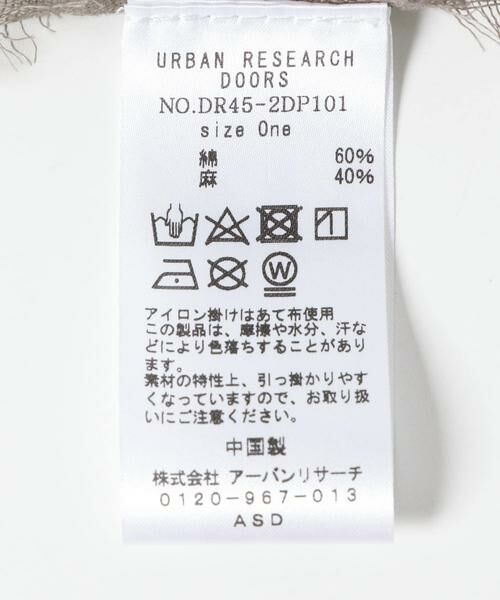 URBAN RESEARCH
DOORS
NO.DR45-2DP101
size One
綿 60%
麻 40%
W
アイロン掛けはあて布使用
この製品は、摩擦や水分、汗な
どにより色落ちすることがあり
ます。
素材の特性上、引っ掛かりやす
くなっていますので、お取り扱
いにご注意ください。
中国製
株式会社 アーバンリサーチ
0120-967-013
ASD